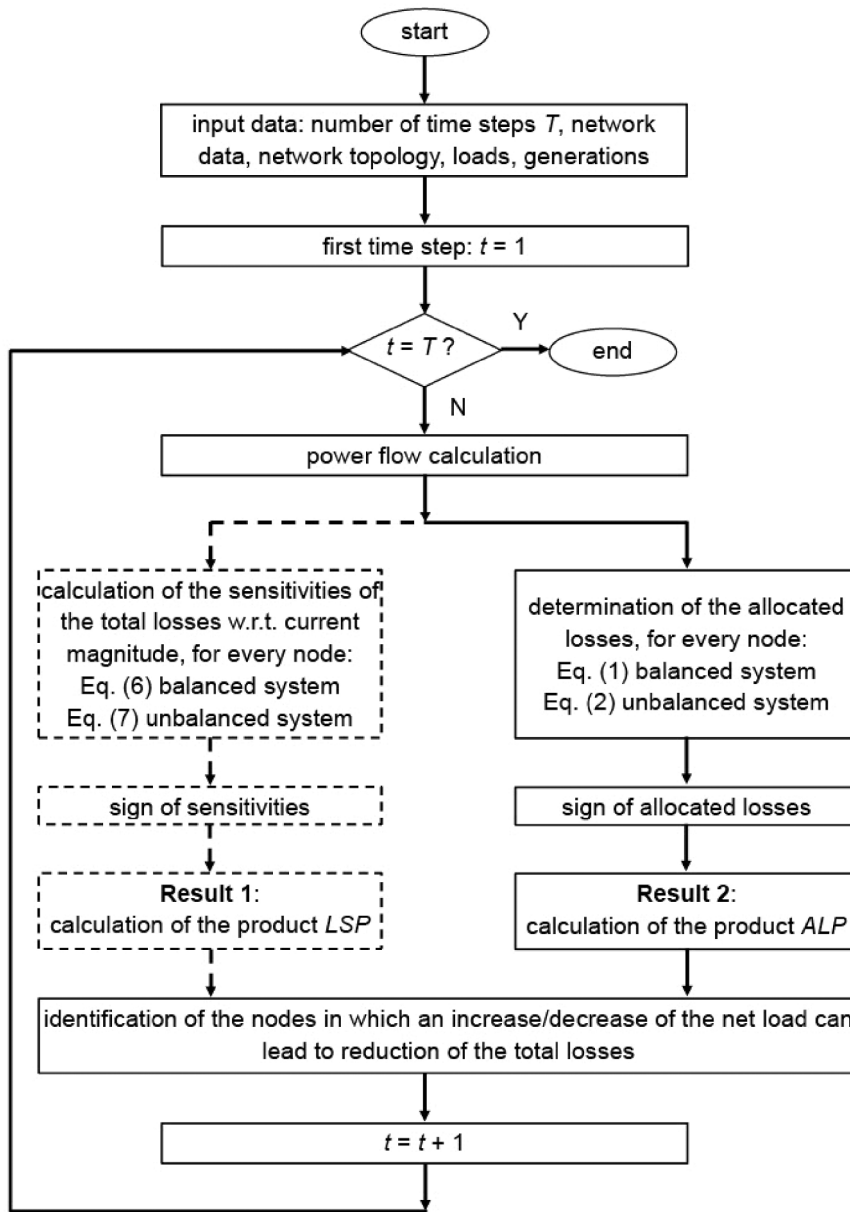 start
input data: number of time steps T, network
data, network topology, loads, generations
first time step: t = 1
t = T ?
Y
end
N
power flow calculation
calculation of the sensitivities of
the total losses w.r.t. current
magnitude, for every node:
Eq. (6) balanced system
Eq. (7) unbalanced system
determination of the allocated
losses, for every node:
Eq. (1) balanced system
Eq. (2) unbalanced system
sign of sensitivities
sign of allocated losses
Result 1:
calculation of the product LSP
Result 2:
calculation of the product ALP
identification of the nodes in which an increase/decrease of the net load can
lead to reduction of the total losses
t = t + 1